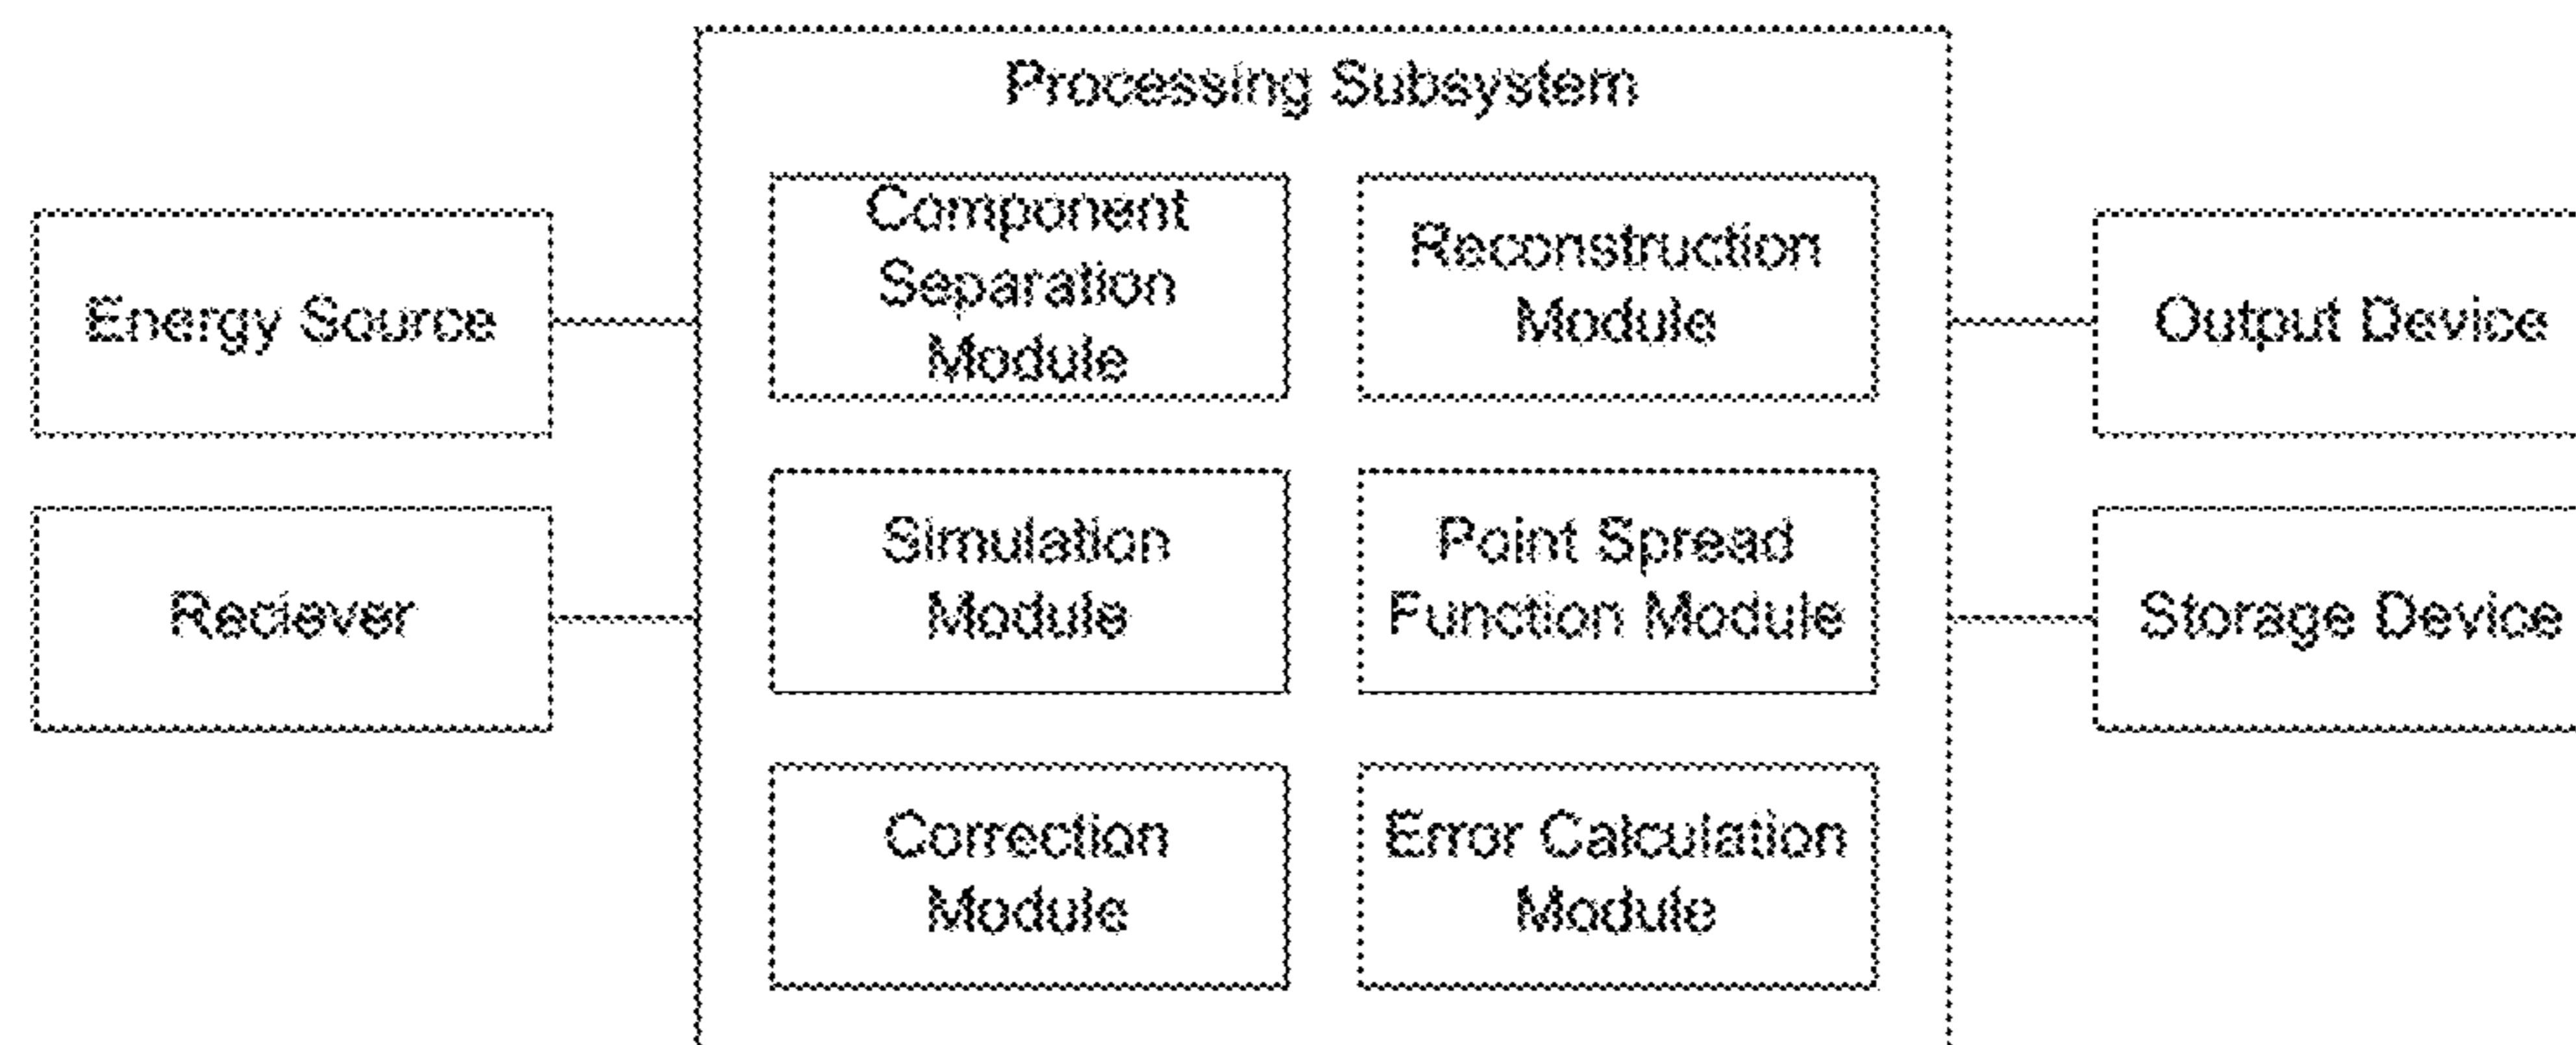 Processing Subsystem
Component
Separation
Module
Reconstruction
Module
Energy Source
Output Device
Simulation
Module
Point Spread
Function Module
Reciever
Storage Device
Correction
Module
Error Calculation
Module